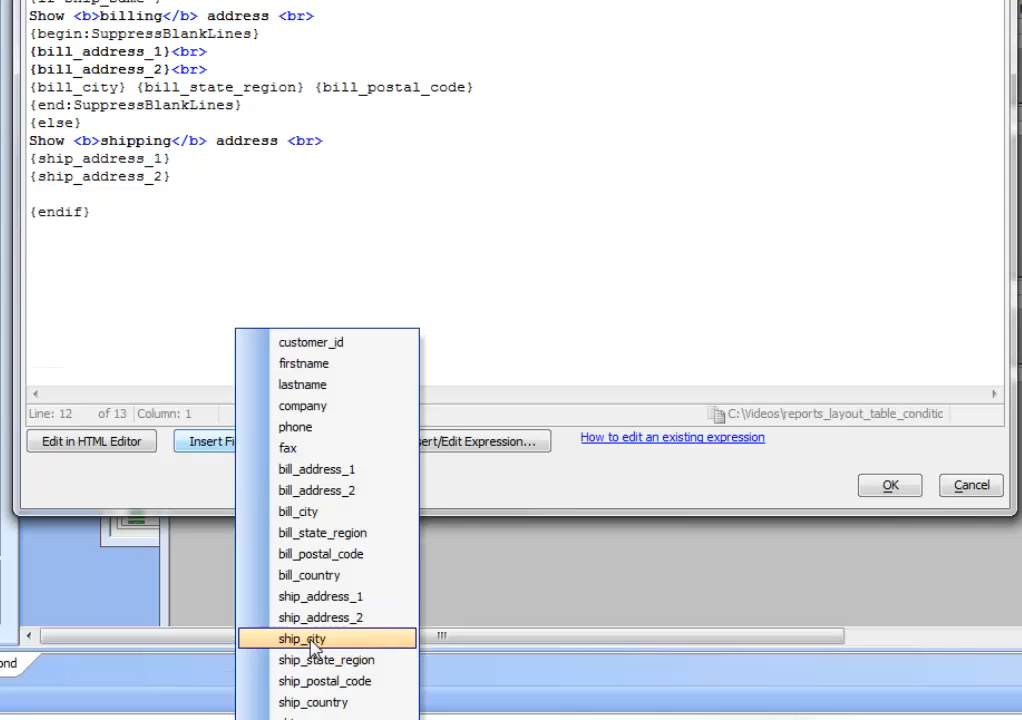 Show <b>billing</b> address <br>
{begin:SuppressBlankLines}
{bill_address_1}<br>
{bill_address_2}<br>
{bill_city} {bill_state_region} {bill_postal_code}
{end:SuppressBlankLines}
{else}
Show <b>shipping</b> address <br>
{ship_address_1}
{ship_address_2}
{endif}
customer_id
firstname
lastname
company
phone
fax
bill_address_1
bill_address_2
bill_city
bill_state_region
bill_postal_code
bill_country
ship_address_1
ship_address_2
ship_city
ship_state_region
ship_postal_code
ship_country
Line: 12 of 13 Column: 1 C:\Videos\reports_layout_table_conditic
Edit in HTML Editor Insert Fi ert/Edit Expression... How to edit an existing expression
OK Cancel
ond